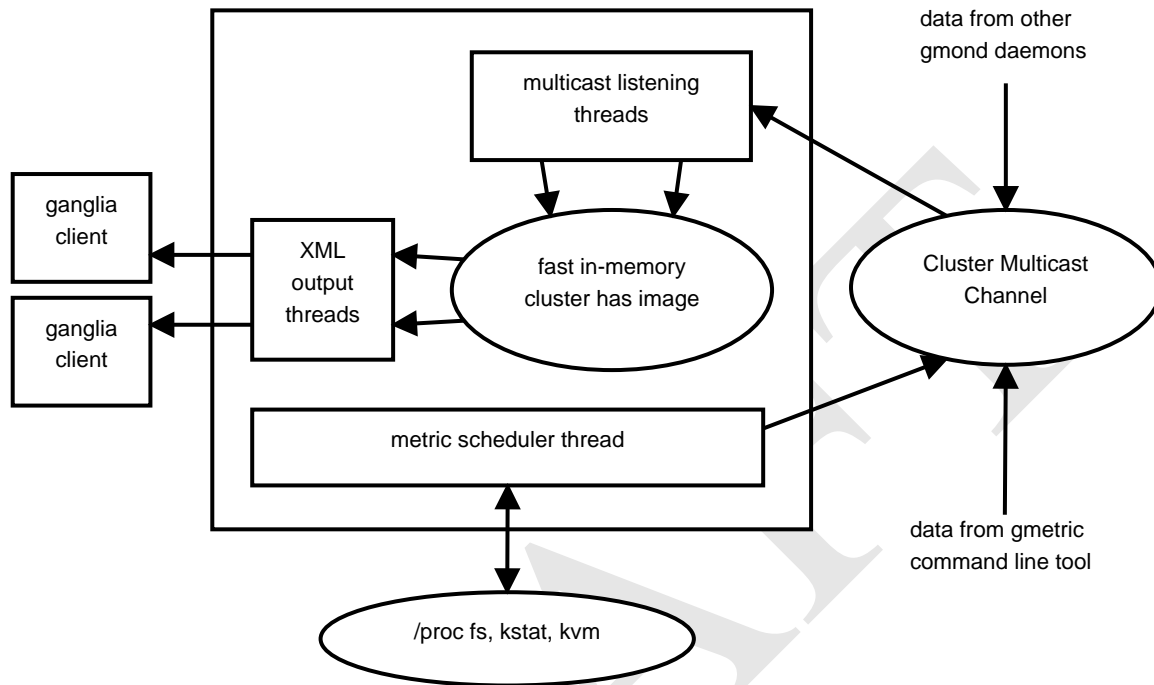 data from other
gmond daemons
multicast listening
threads
ganglia
client
XML
output
threads
fast in-memory
cluster has image
Cluster Multicast
Channel
ganglia
client
metric scheduler thread
data from gmetric
command line tool
/proc fs, kstat, kvm